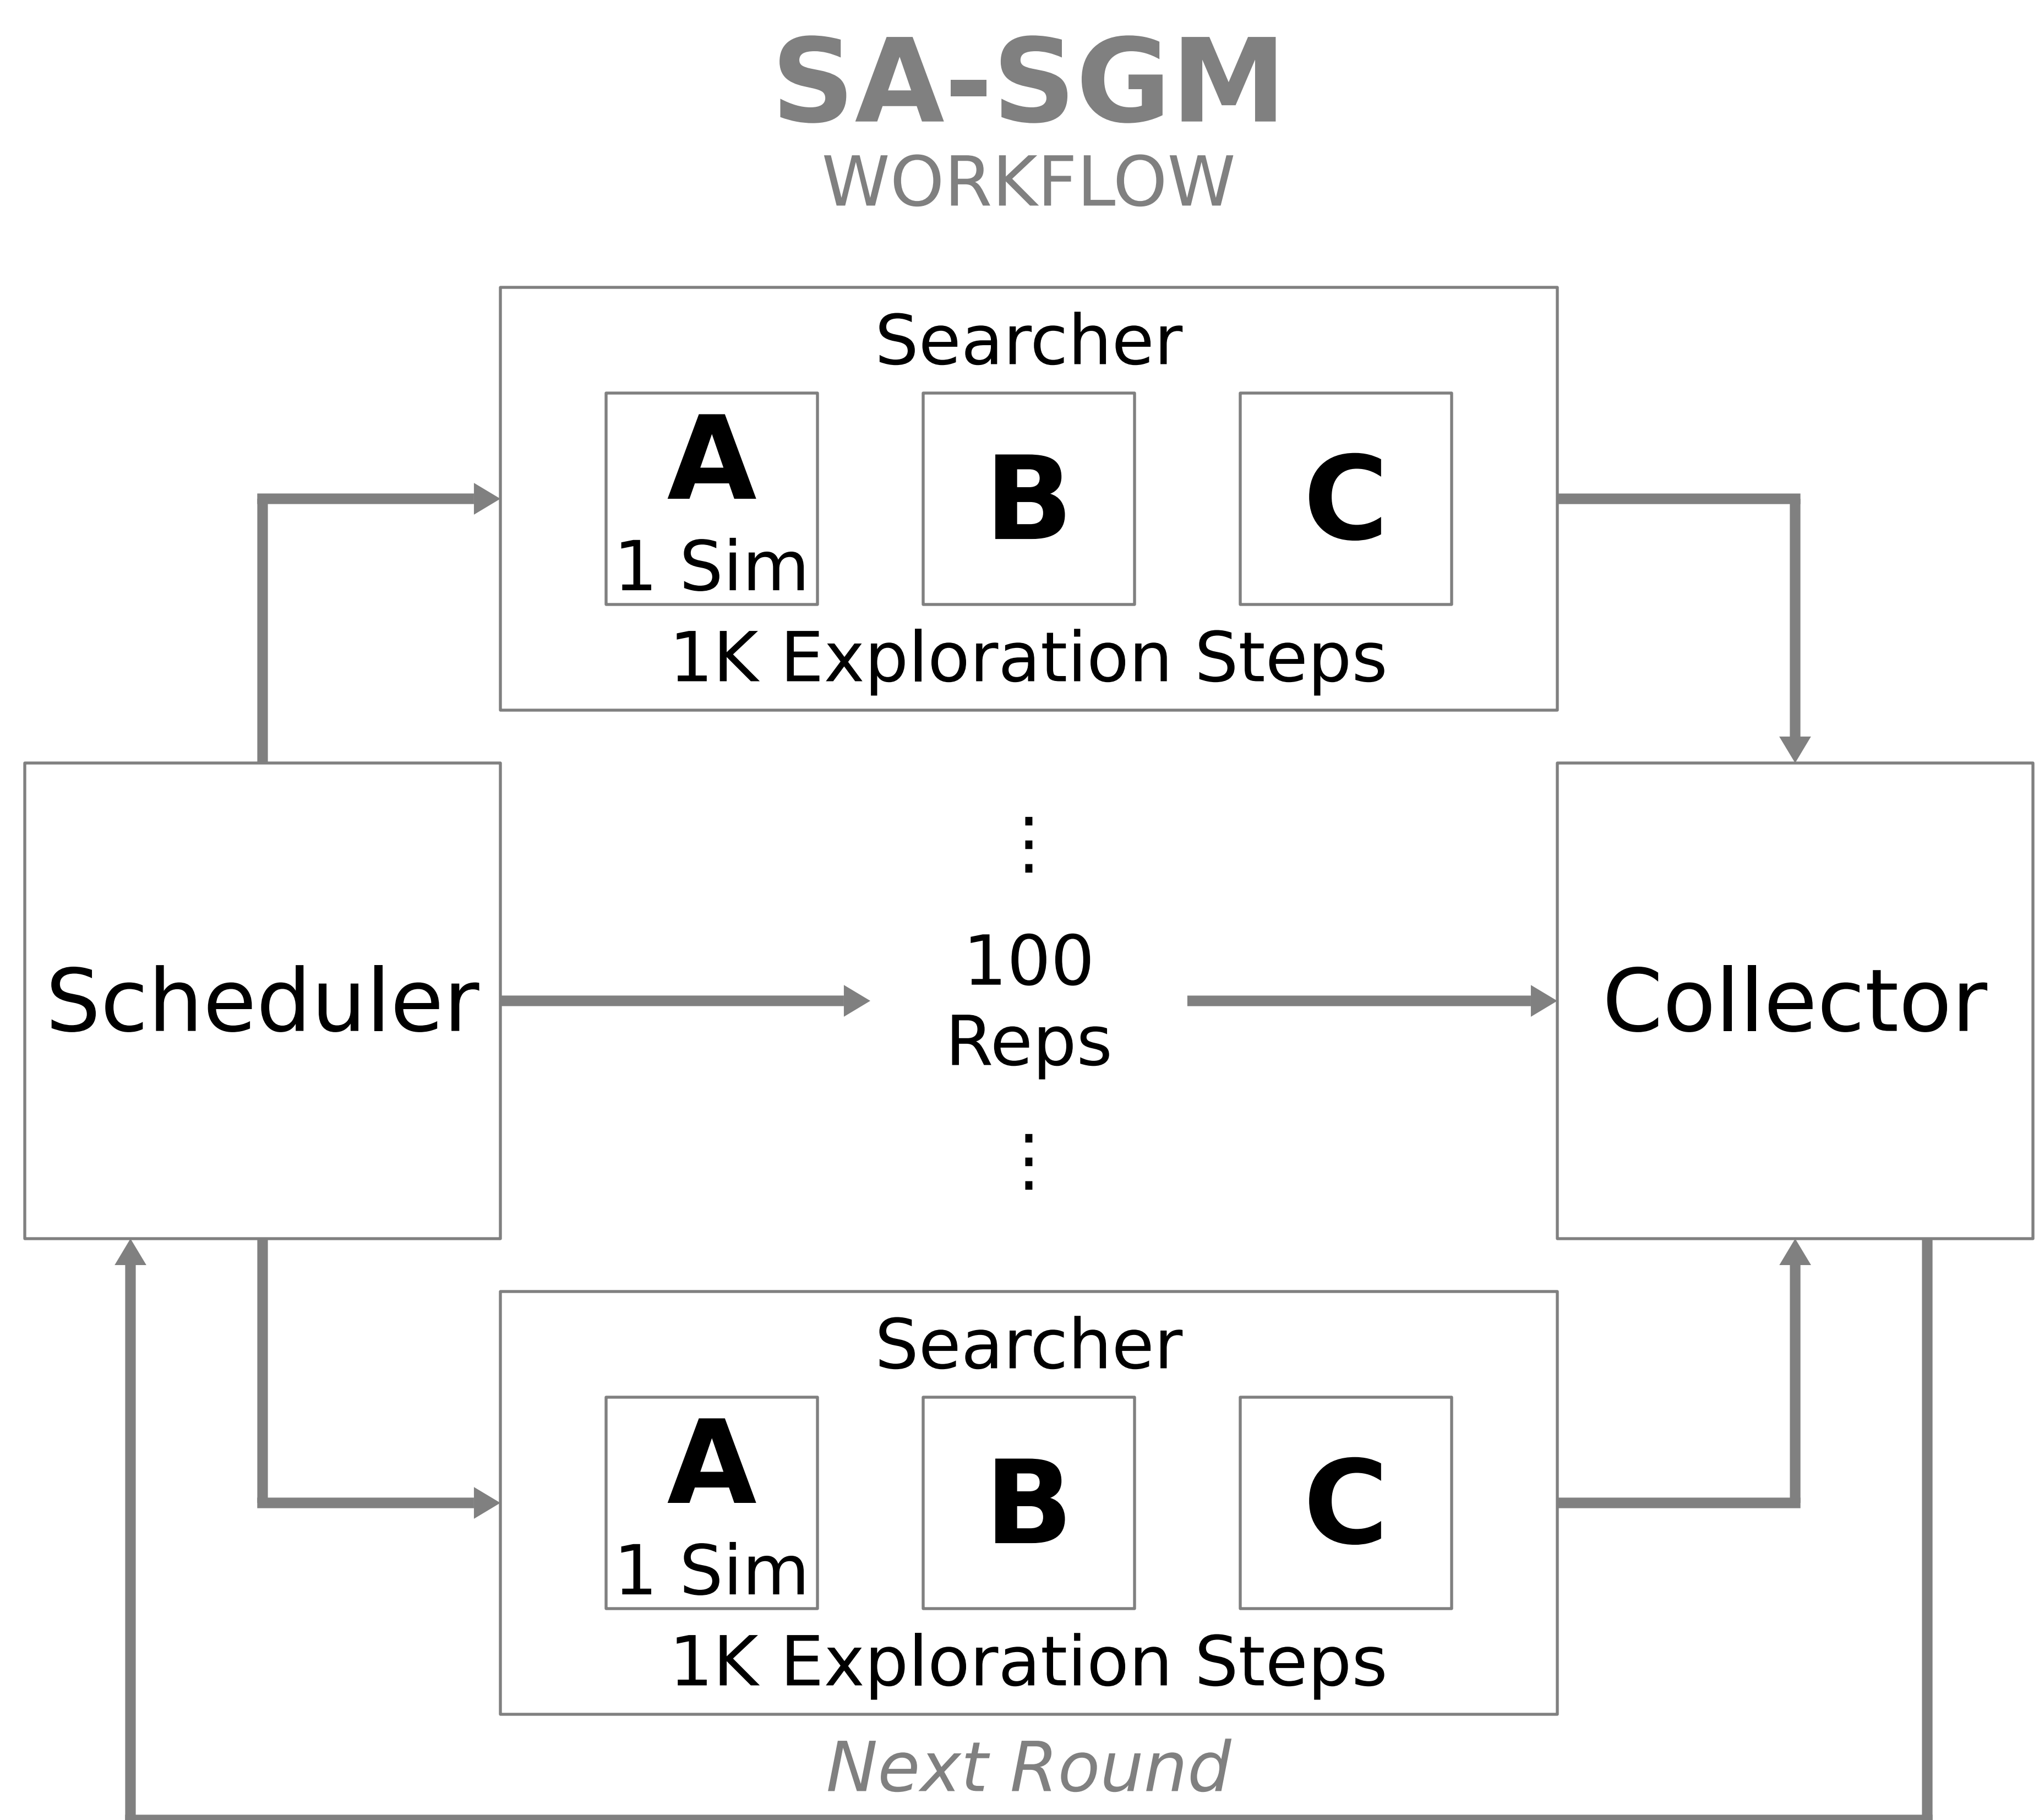 SA-SGM
WORKFLOW
Searcher
A
1 Sim
B
C
1K Exploration Steps
⋮
Scheduler
100
Reps
Collector
⋮
Searcher
A
1 Sim
B
C
1K Exploration Steps
Next Round